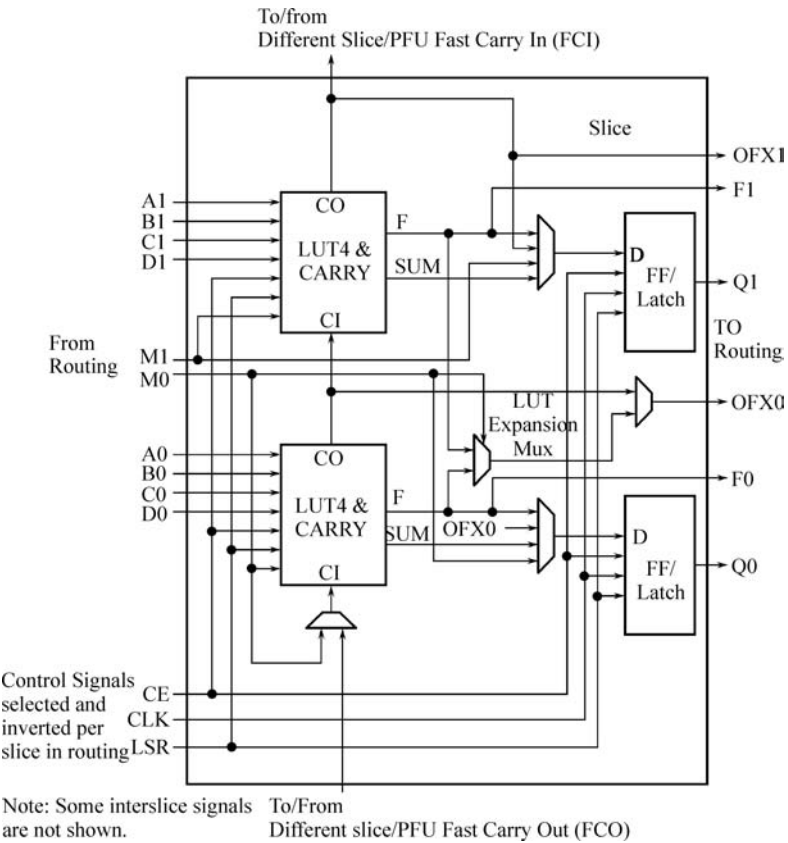 To/from
Different Slice/PFU Fast Carry In (FCI)
Slice
OFX1
F1
A1
B1
C1
D1
CO
LUT4 &
CARRY
CI
F
SUM
D
FF/
Latch
Q1
TO
Routing
From
Routing
M1
M0
LUT
Expansion
Mux
OFX0
A0
B0
C0
D0
CO
LUT4 &
CARRY
CI
F
SUM
OFX0
F0
D
FF/
Latch
Q0
Control Signals
selected and
inverted per
slice in routing
CE
CLK
LSR
Note: Some interslice signals
are not shown.
To/From
Different slice/PFU Fast Carry Out (FCO)